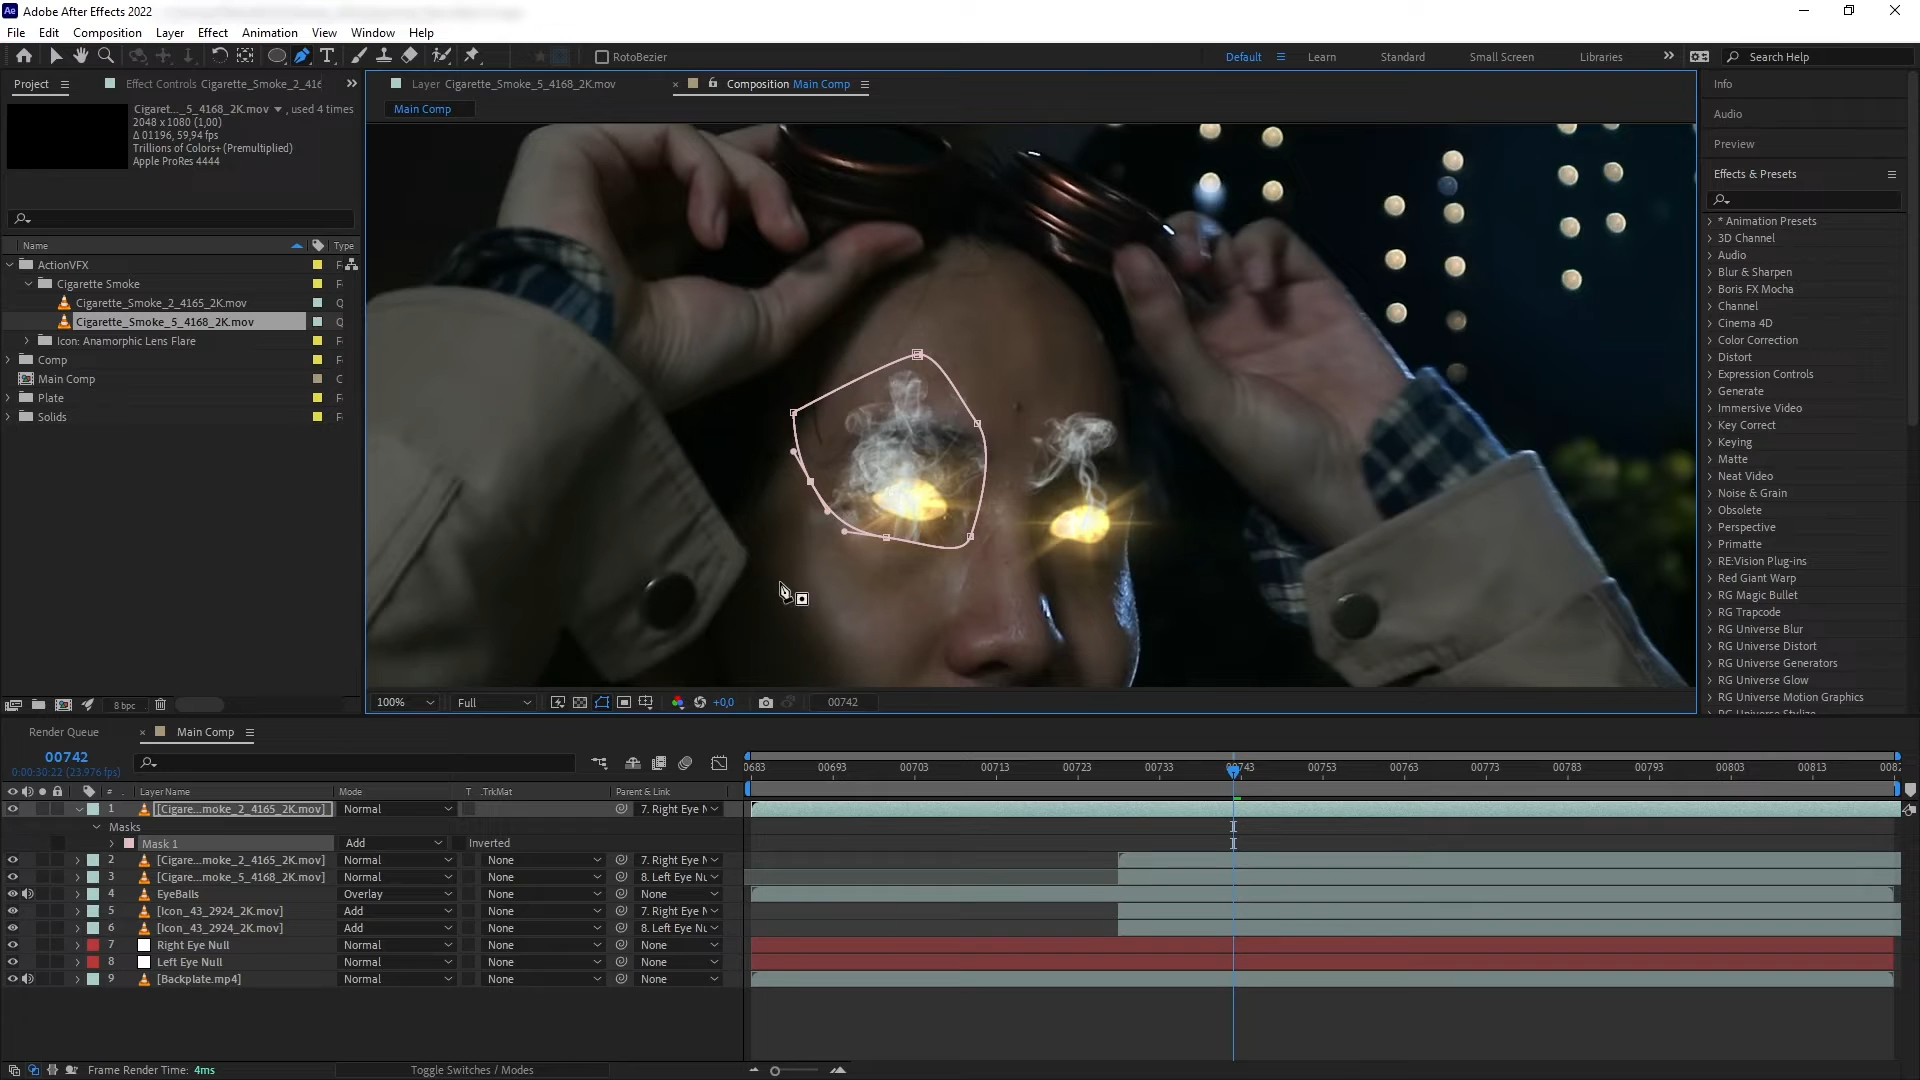 Ae Adobe After Effects 2022
File Edit Composition Layer Effect Animation View Window Help
RotoBezier
Default Learn Standard Small Screen Libraries Search Help
Project Effect Controls Cigarette_Smoke_2_416
Layer Cigarette_Smoke_5_4168_2K.mov
Composition Main Comp
Main Comp
Cigaret..._5_4168_2K.mov , used 4 times
2048 x 1080 (1,00)
Δ 01196, 59,94 fps
Trillions of Colors+ (Premultiplied)
Apple ProRes 4444
Name Type
ActionVFX F
Cigarette Smoke F
Cigarette_Smoke_2_4165_2K.mov Q
Cigarette_Smoke_5_4168_2K.mov Q
Icon: Anamorphic Lens Flare F
Comp F
Main Comp C
Plate F
Solids F
8 bpc
100% Full +0,0 00742
Info
Audio
Preview
Effects & Presets
* Animation Presets
3D Channel
Audio
Blur & Sharpen
Boris FX Mocha
Channel
Cinema 4D
Color Correction
Distort
Expression Controls
Generate
Immersive Video
Key Correct
Keying
Matte
Neat Video
Noise & Grain
Obsolete
Perspective
Primatte
RE:Vision Plug-ins
Red Giant Warp
RG Magic Bullet
RG Trapcode
RG Universe Blur
RG Universe Distort
RG Universe Generators
RG Universe Glow
RG Universe Motion Graphics
RG Universe Stylize
Render Queue Main Comp
00742
0:00:30:22 (23.976 fps)
0683 00693 00703 00713 00723 00733 00743 00753 00763 00773 00783 00793 00803 00813 0082
# Layer Name Mode T .TrkMat Parent & Link
1 [Cigare...moke_2_4165_2K.mov] Normal 7. Right Eye N
Masks
Mask 1 Add Inverted
2 [Cigare...moke_2_4165_2K.mov] Normal None 7. Right Eye N
3 [Cigare...moke_5_4168_2K.mov] Normal None 8. Left Eye Nu
4 EyeBalls Overlay None None
5 [Icon_43_2924_2K.mov] Add None 7. Right Eye N
6 [Icon_43_2924_2K.mov] Add None 8. Left Eye Nu
7 Right Eye Null Normal None None
8 Left Eye Null Normal None None
9 [Backplate.mp4] Normal None None
Frame Render Time: 4ms Toggle Switches / Modes